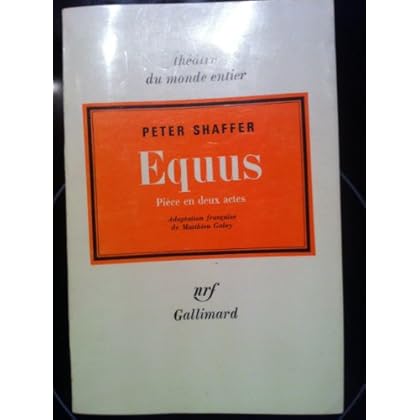 théâtre
du monde entier
PETER SHAFFER
Equus
Pièce en deux actes
Adaptation française
de Matthieu Galey
nrf
Gallimard